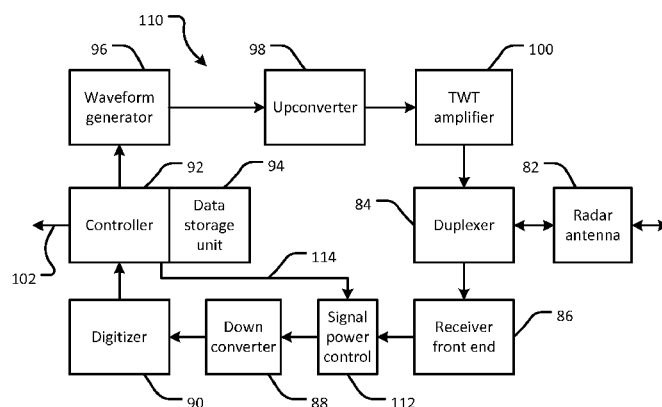 110
96
98
100
Waveform
generator
Upconverter
TWT
amplifier
92
94
82
84
Controller
Data
storage
unit
Duplexer
Radar
antenna
102
114
Digitizer
Down
converter
Signal
power
control
Receiver
front end
86
90
88
112